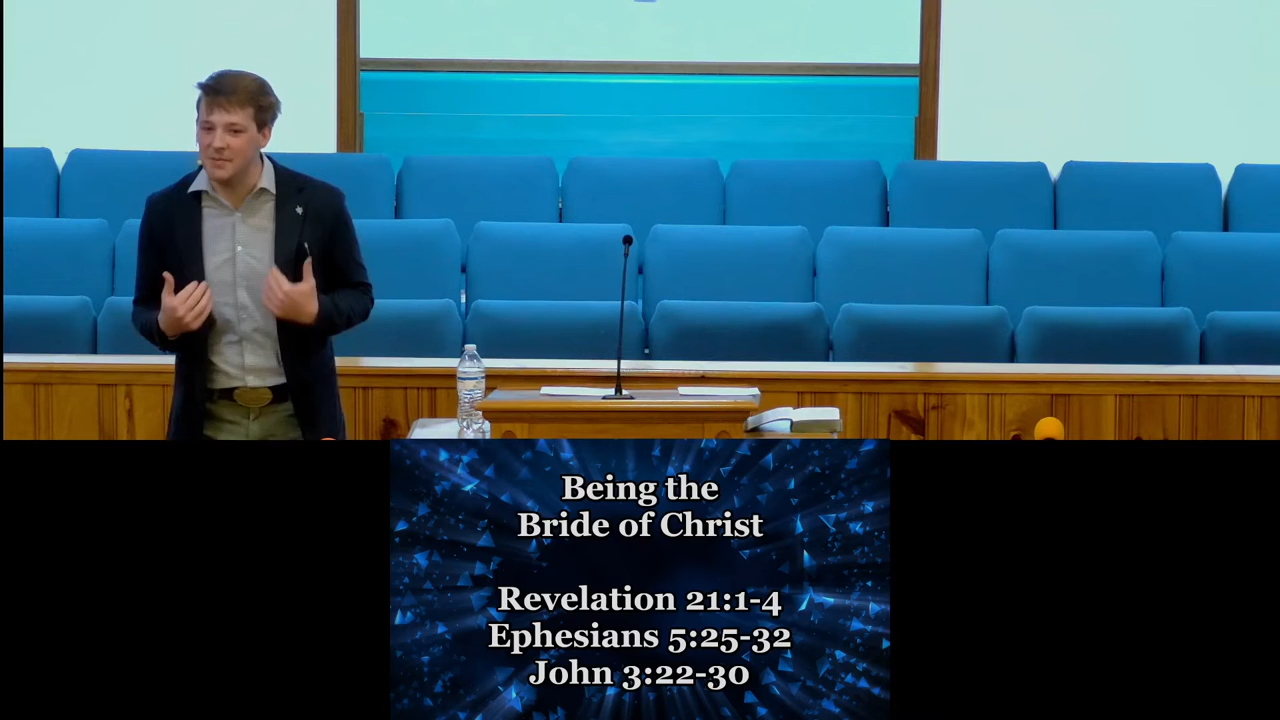 Being the
Bride of Christ
Revelation 21:1-4
Ephesians 5:25-32
John 3:22-30